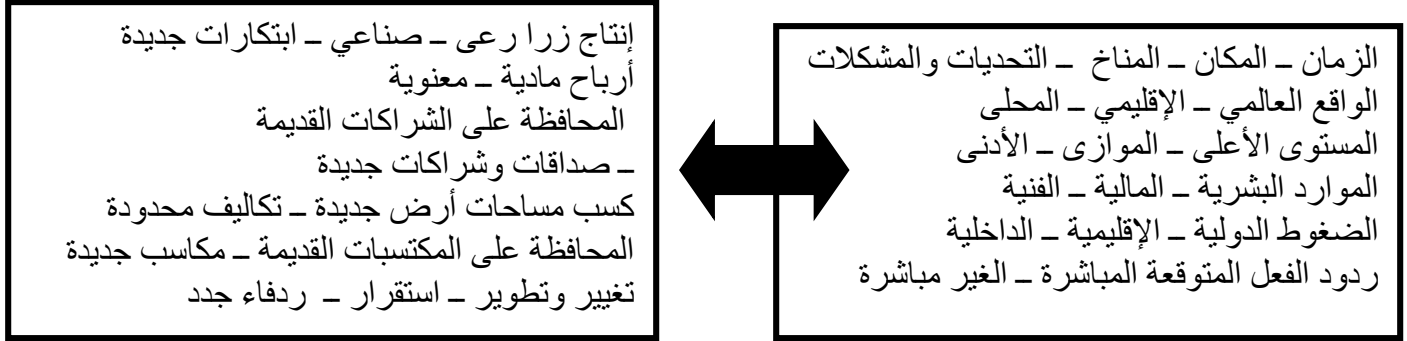 الزمان – المكان – المناخ – التحديات والمشكلات
الواقع العالمي – الإقليمي – المحلى
المستوى الأعلى – الموازى – الأدنى
الموارد البشرية – المالية – الفنية
الضغوط الدولية – الإقليمية – الداخلية
ردود الفعل المتوقعة المباشرة – الغير مباشرة
إنتاج زرا رعى – صناعي – ابتكارات جديدة
أرباح مادية – معنوية
المحافظة على الشراكات القديمة
– صداقات وشراكات جديدة
كسب مساحات أرض جديدة – تكاليف محدودة
المحافظة على المكتسبات القديمة – مكاسب جديدة
تغيير وتطوير – استقرار – ردفاء جدد